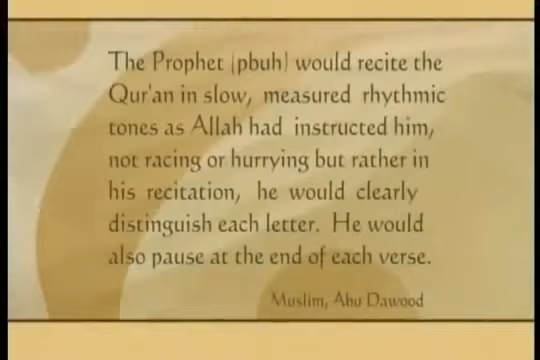 The Prophet (pbuh) would recite the
Qur'an in slow, measured rhythmic
tones as Allah had instructed him,
not racing or hurrying but rather in
his recitation, he would clearly
distinguish each letter. He would
also pause at the end of each verse.
Muslim, Abu Dawood